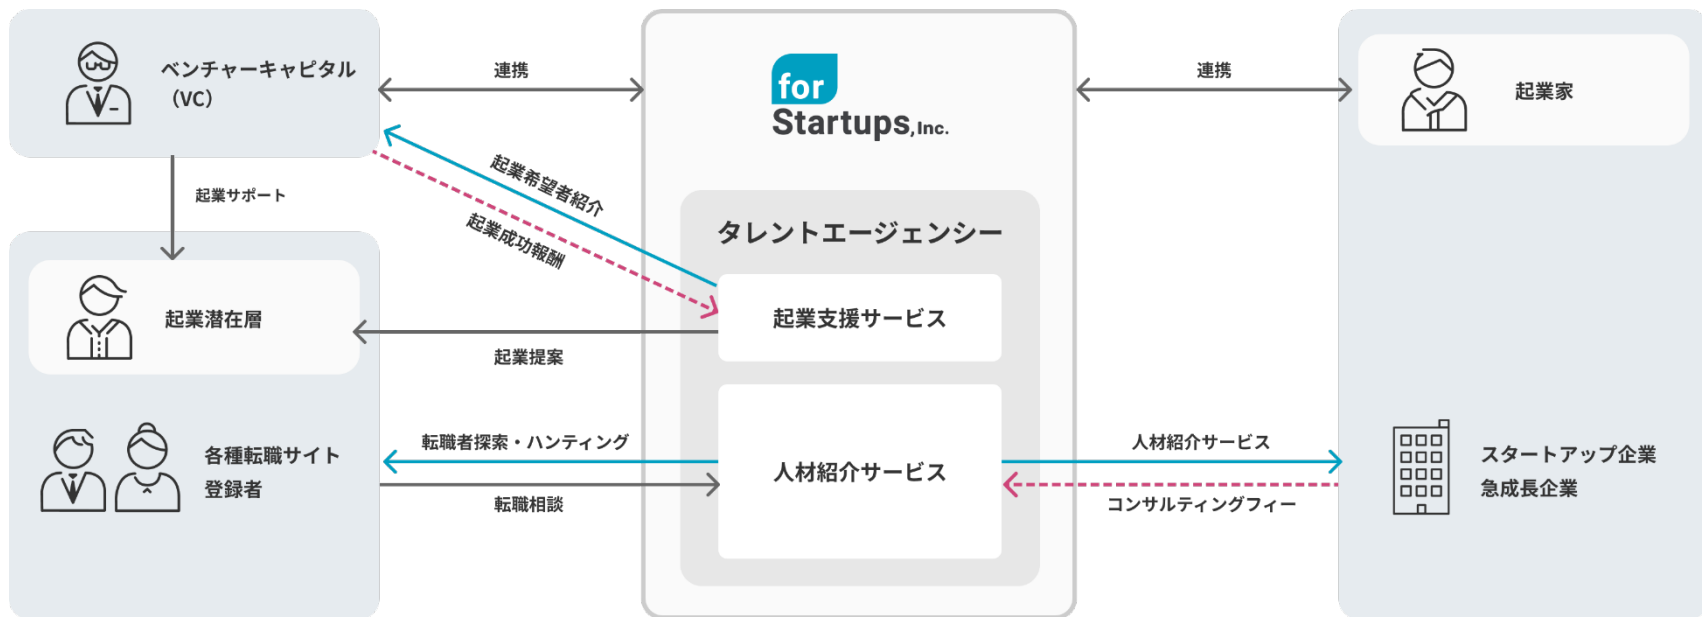 ベンチャーキャピタル
（VC）
連携
for
Startups,Inc.
連携
起業家
起業希望者紹介
起業成功報酬
起業サポート
タレントエージェンシー
起業潜在層
起業支援サービス
起業提案
各種転職サイト
登録者
転職者探索・ハンティング
転職相談
人材紹介サービス
人材紹介サービス
コンサルティングフィー
スタートアップ企業
急成長企業